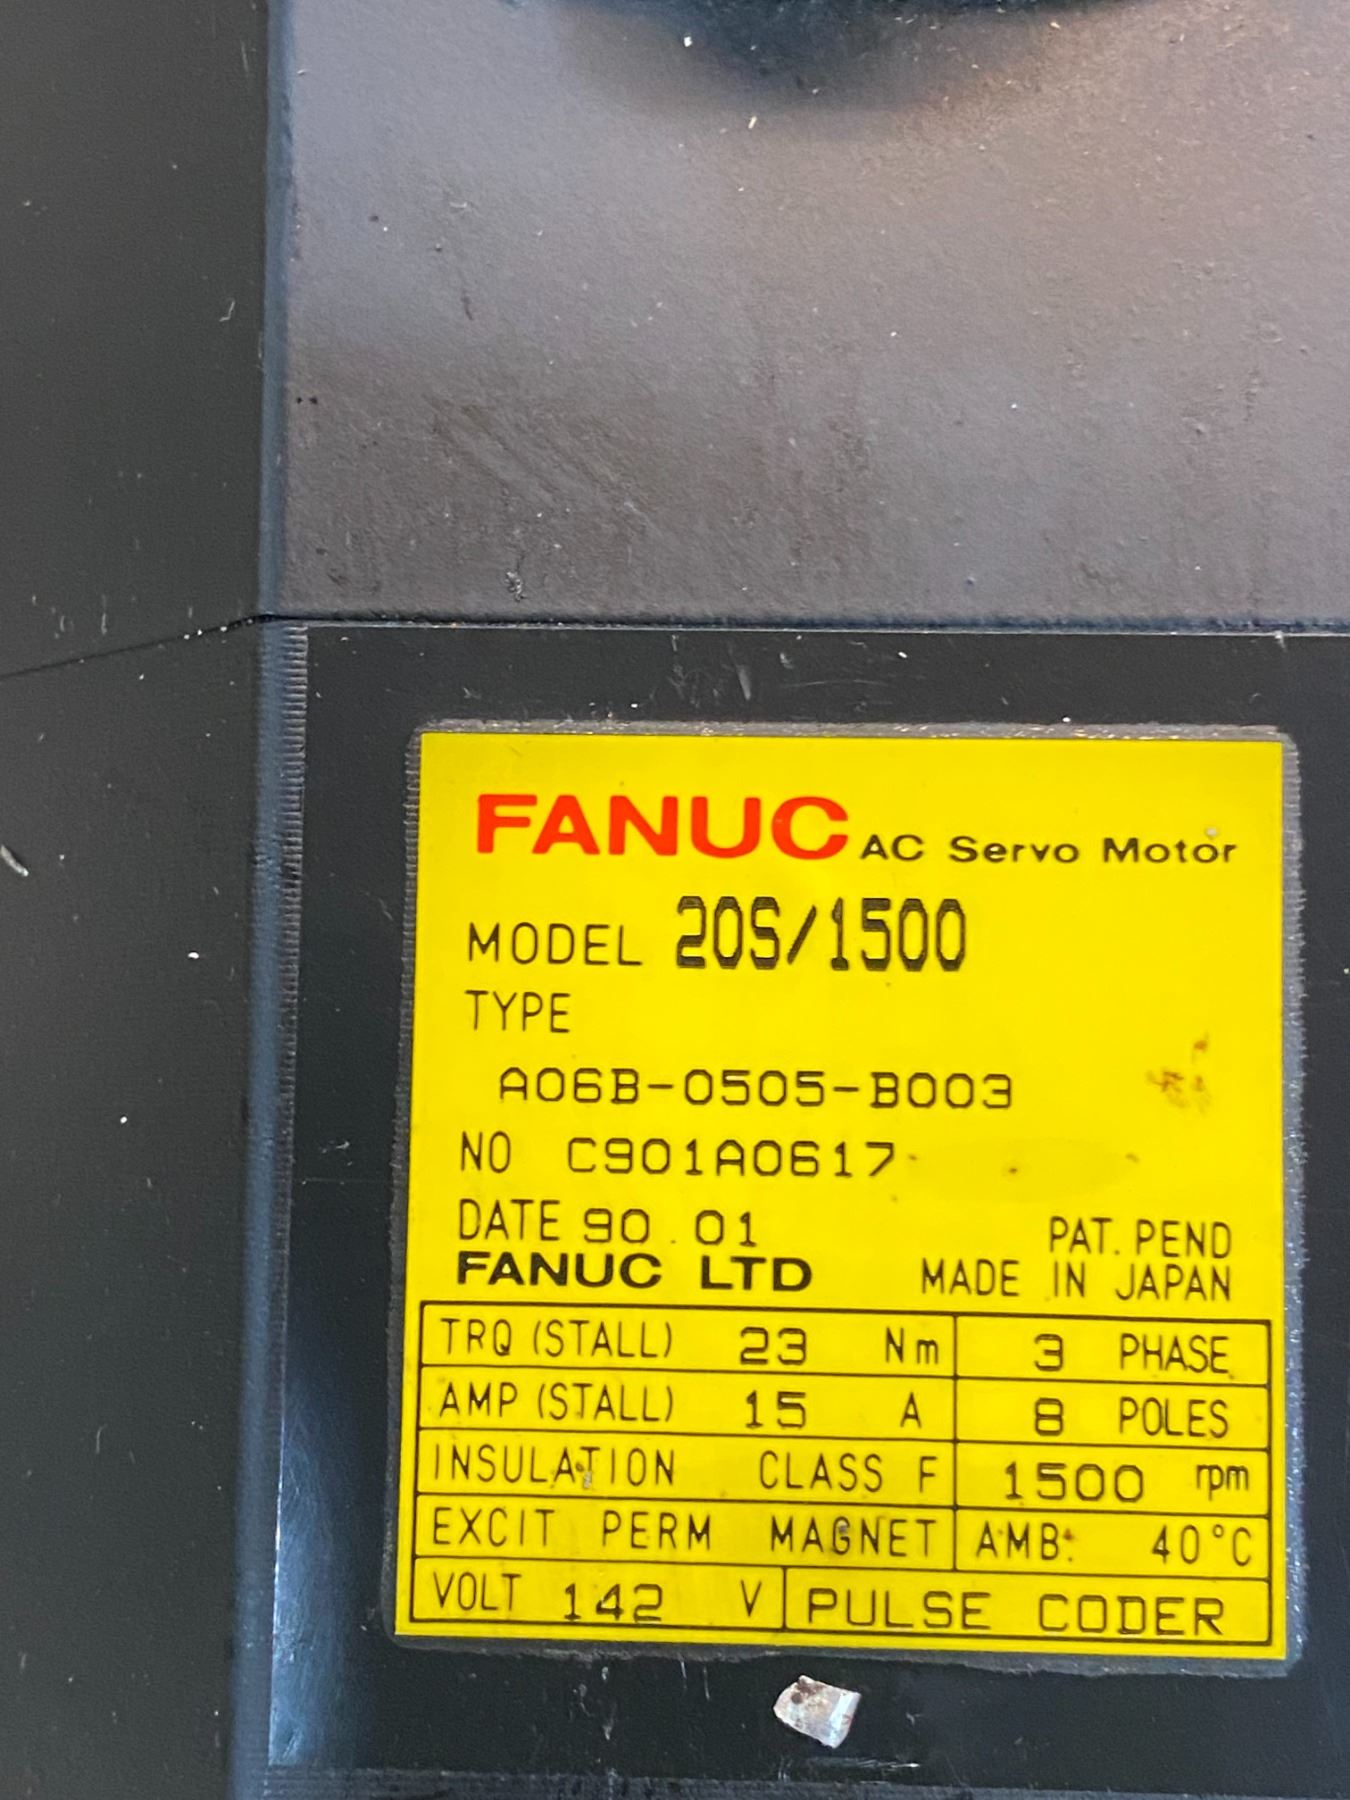 FANUC AC Servo Motor
MODEL 20S/1500
TYPE
A06B-0505-B003
NO C901A0617
DATE 90.01 PAT. PEND
FANUC LTD MADE IN JAPAN
TRQ (STALL) 23 Nm 3 PHASE
AMP (STALL) 15 A 8 POLES
INSULATION CLASS F 1500 rpm
EXCIT PERM MAGNET AMB. 40°C
VOLT 142 V PULSE CODER